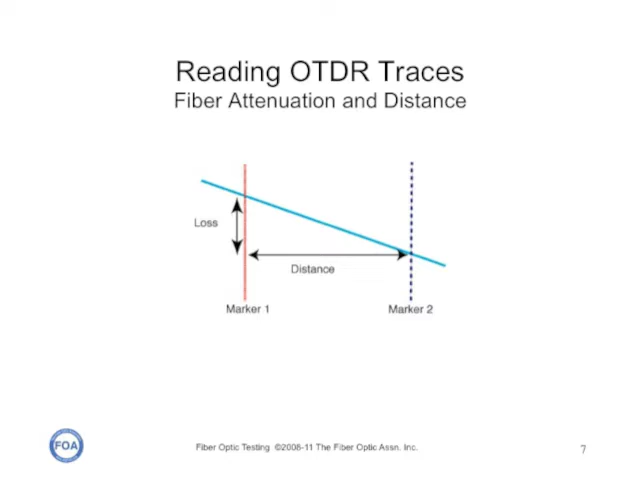 Reading OTDR Traces
Fiber Attenuation and Distance
Loss
Distance
Marker 1
Marker 2
FOA
Fiber Optic Testing ©2008-11 The Fiber Optic Assn. Inc.
7